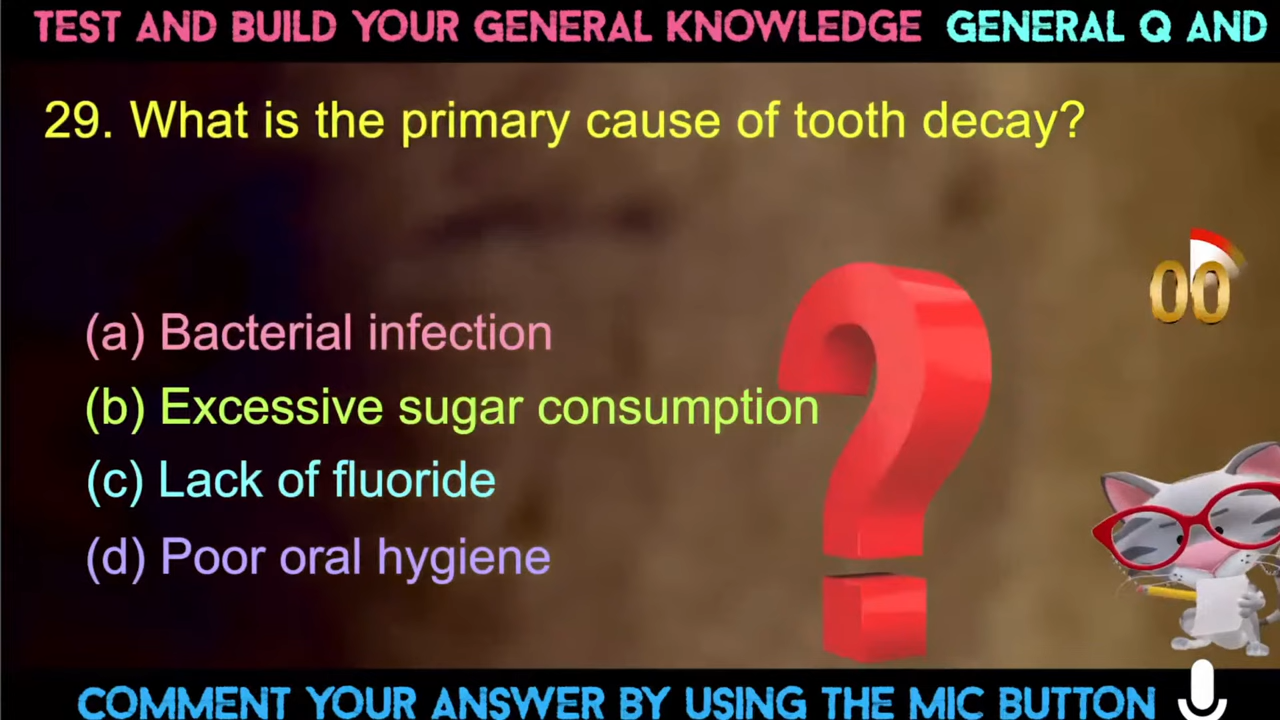 TEST AND BUILD YOUR GENERAL KNOWLEDGE GENERAL Q AND
29. What is the primary cause of tooth decay?
00
(a) Bacterial infection
(b) Excessive sugar consumption
(c) Lack of fluoride
(d) Poor oral hygiene
COMMENT YOUR ANSWER BY USING THE MIC BUTTON